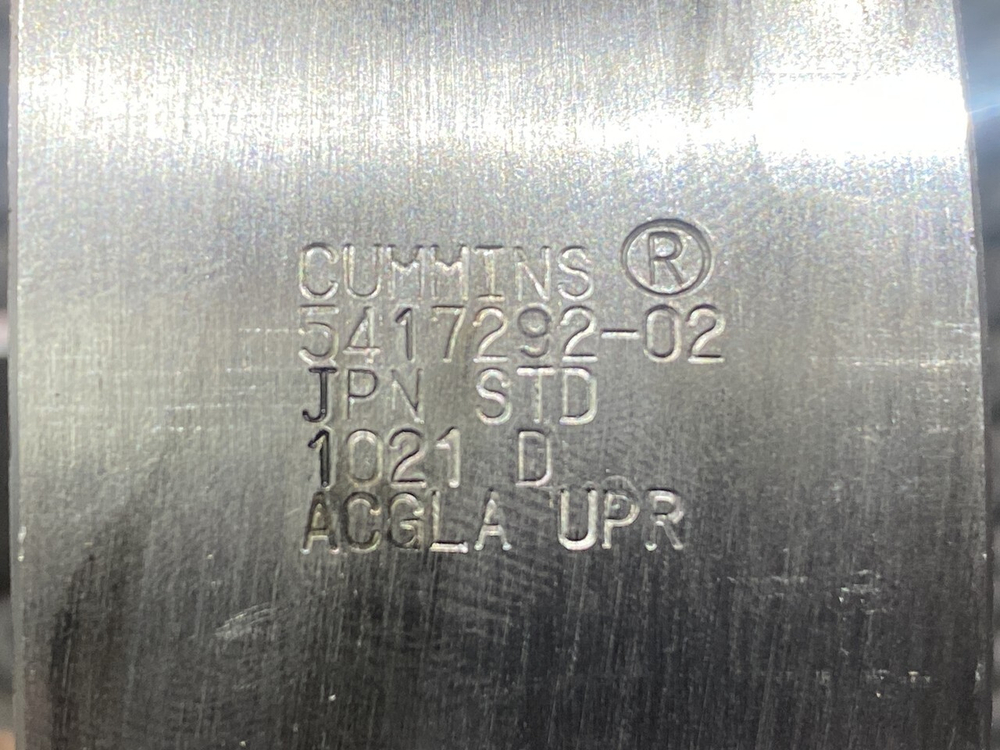 CUMMINS ®
5417292-02
JPN STD
1021 D
ACGLA UPR